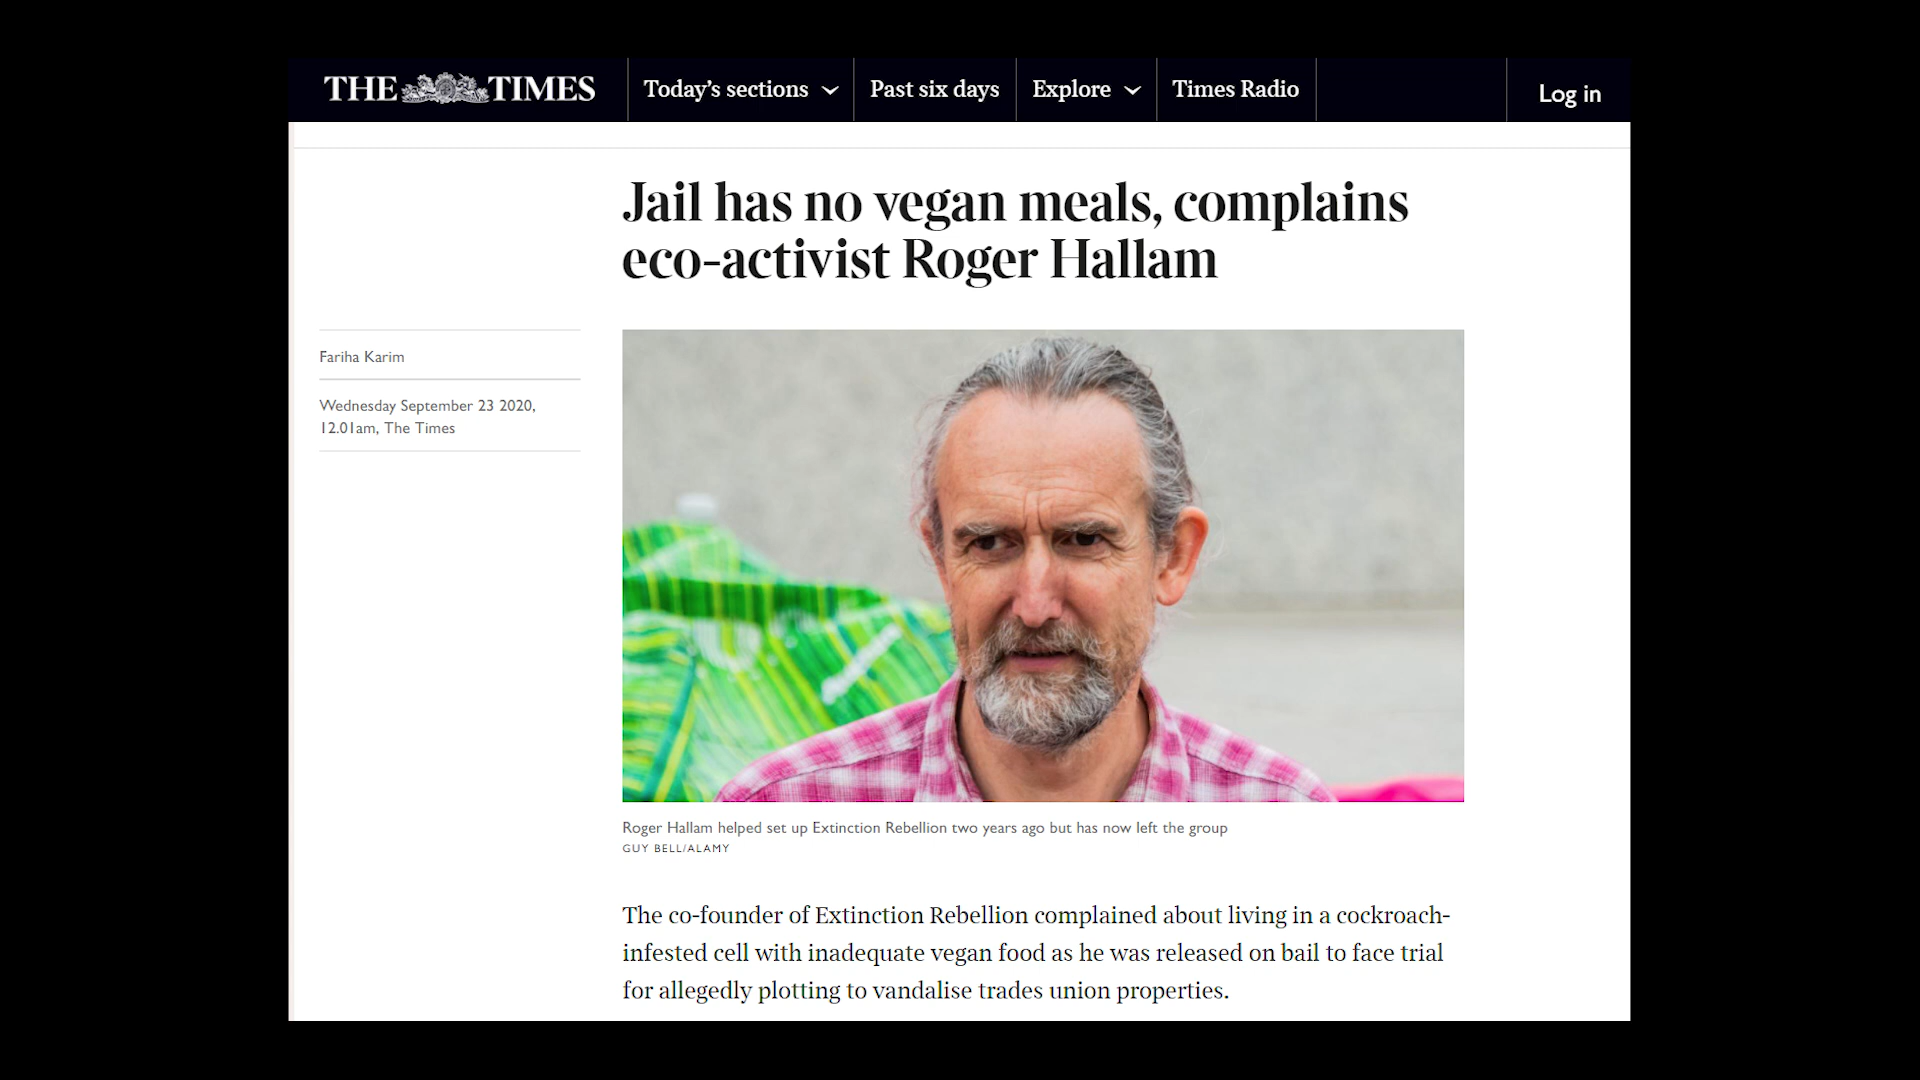 THE TIMES
Today's sections
Past six days
Explore
Times Radio
Log in
Jail has no vegan meals, complains
eco-activist Roger Hallam
Fariha Karim
Wednesday September 23 2020,
12.01am, The Times
Roger Hallam helped set up Extinction Rebellion two years ago but has now left the group
GUY BELL/ALAMY
The co-founder of Extinction Rebellion complained about living in a cockroach-
infested cell with inadequate vegan food as he was released on bail to face trial
for allegedly plotting to vandalise trades union properties.